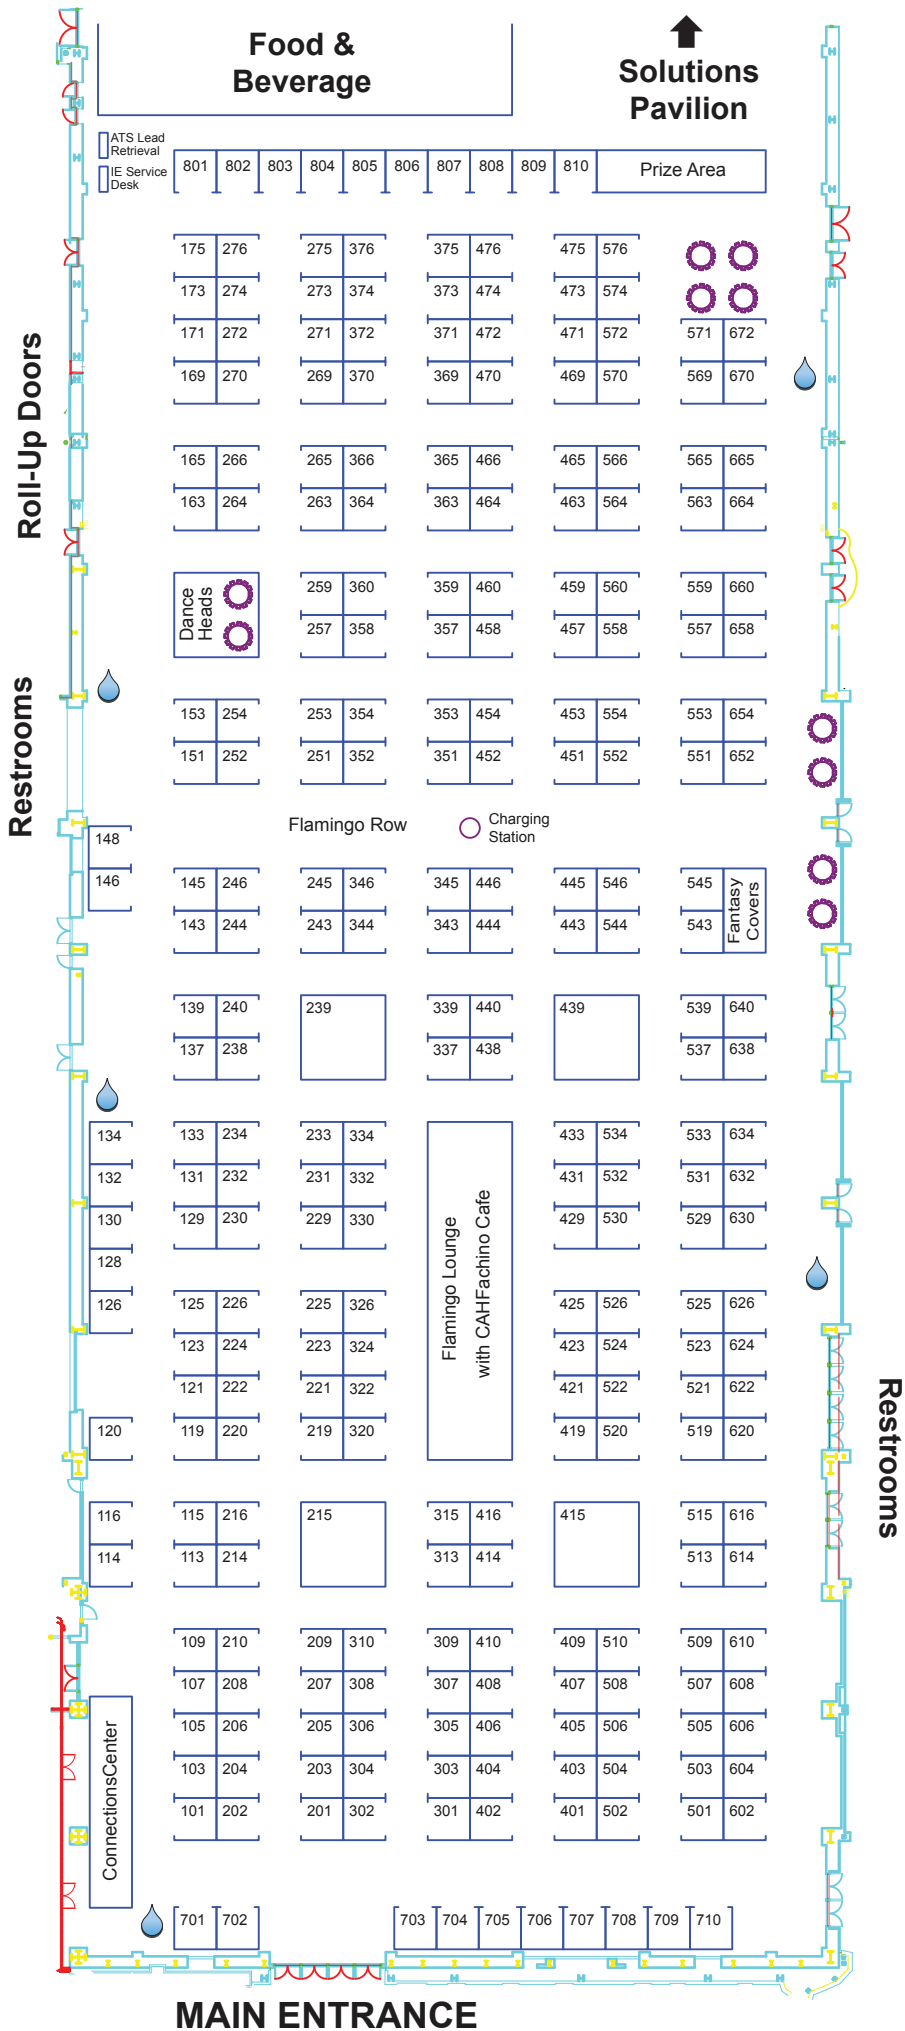 Food &
Beverage
Solutions
Pavilion
ATS Lead
Retrieval
IE Service
Desk
801 802 803 804 805 806 807 808 809 810 Prize Area
175 276 275 376 375 476 475 576
173 274 273 374 373 474 473 574
171 272 271 372 371 472 471 572 571 672
169 270 269 370 369 470 469 570 569 670
Roll-Up Doors
165 266 265 366 365 466 465 566 565 665
163 264 263 364 363 464 463 564 563 664
Dance
Heads
259 360 359 460 459 560 559 660
257 358 357 458 457 558 557 658
Restrooms
153 254 253 354 353 454 453 554 553 654
151 252 251 352 351 452 451 552 551 652
Flamingo Row
Charging
Station
148
146
145 246 245 346 345 446 445 546 545
143 244 243 344 343 444 443 544 543
Fantasy
Covers
139 240 239 339 440 439 539 640
137 238 337 438 537 638
134 133 234 233 334 433 534 533 634
132 131 232 231 332 431 532 531 632
130 129 230 229 330 429 530 529 630
128
Flamingo Lounge
with CAHFachino Cafe
126 125 226 225 326 425 526 525 626
123 224 223 324 423 524 523 624
121 222 221 322 421 522 521 622
120 119 220 219 320 419 520 519 620
Restrooms
116 115 216 215 315 416 415 515 616
114 113 214 313 414 513 614
109 210 209 310 309 410 409 510 509 610
107 208 207 308 307 408 407 508 507 608
105 206 205 306 305 406 405 506 505 606
103 204 203 304 303 404 403 504 503 604
101 202 201 302 301 402 401 502 501 602
ConnectionsCenter
701 702 703 704 705 706 707 708 709 710
MAIN ENTRANCE